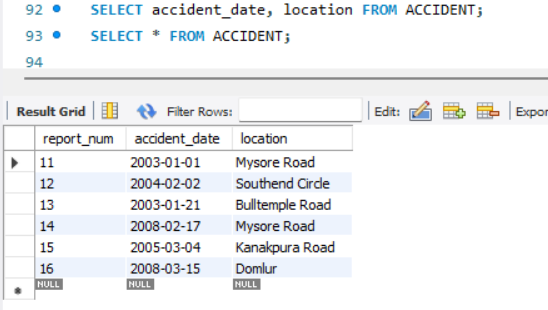 92 SELECT accident_date, location FROM ACCIDENT;
93 SELECT * FROM ACCIDENT;
94
Result Grid Filter Rows: Edit: Expor
report_num accident_date location
11 2003-01-01 Mysore Road
12 2004-02-02 Southend Circle
13 2003-01-21 Bulltemple Road
14 2008-02-17 Mysore Road
15 2005-03-04 Kanakpura Road
16 2008-03-15 Domlur
NULL NULL NULL